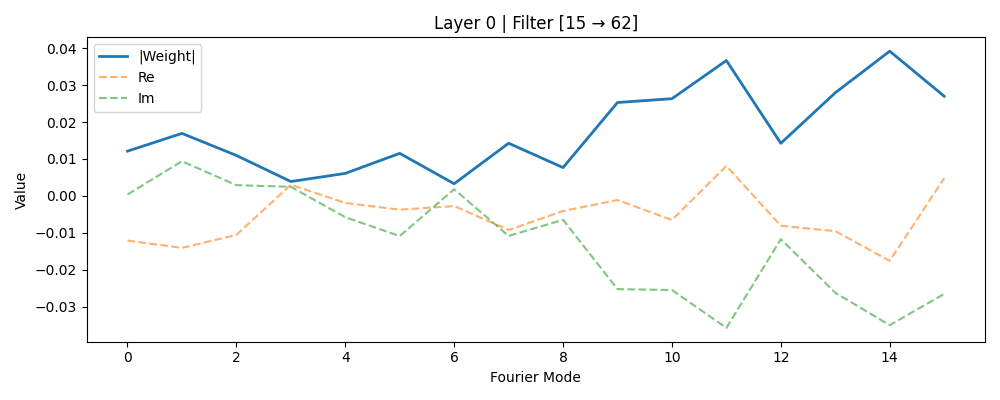 Layer 0 | Filter [15 → 62]
|Weight|
Re
Im
Value
0.04
0.03
0.02
0.01
0.00
−0.01
−0.02
−0.03
0 2 4 6 8 10 12 14
Fourier Mode